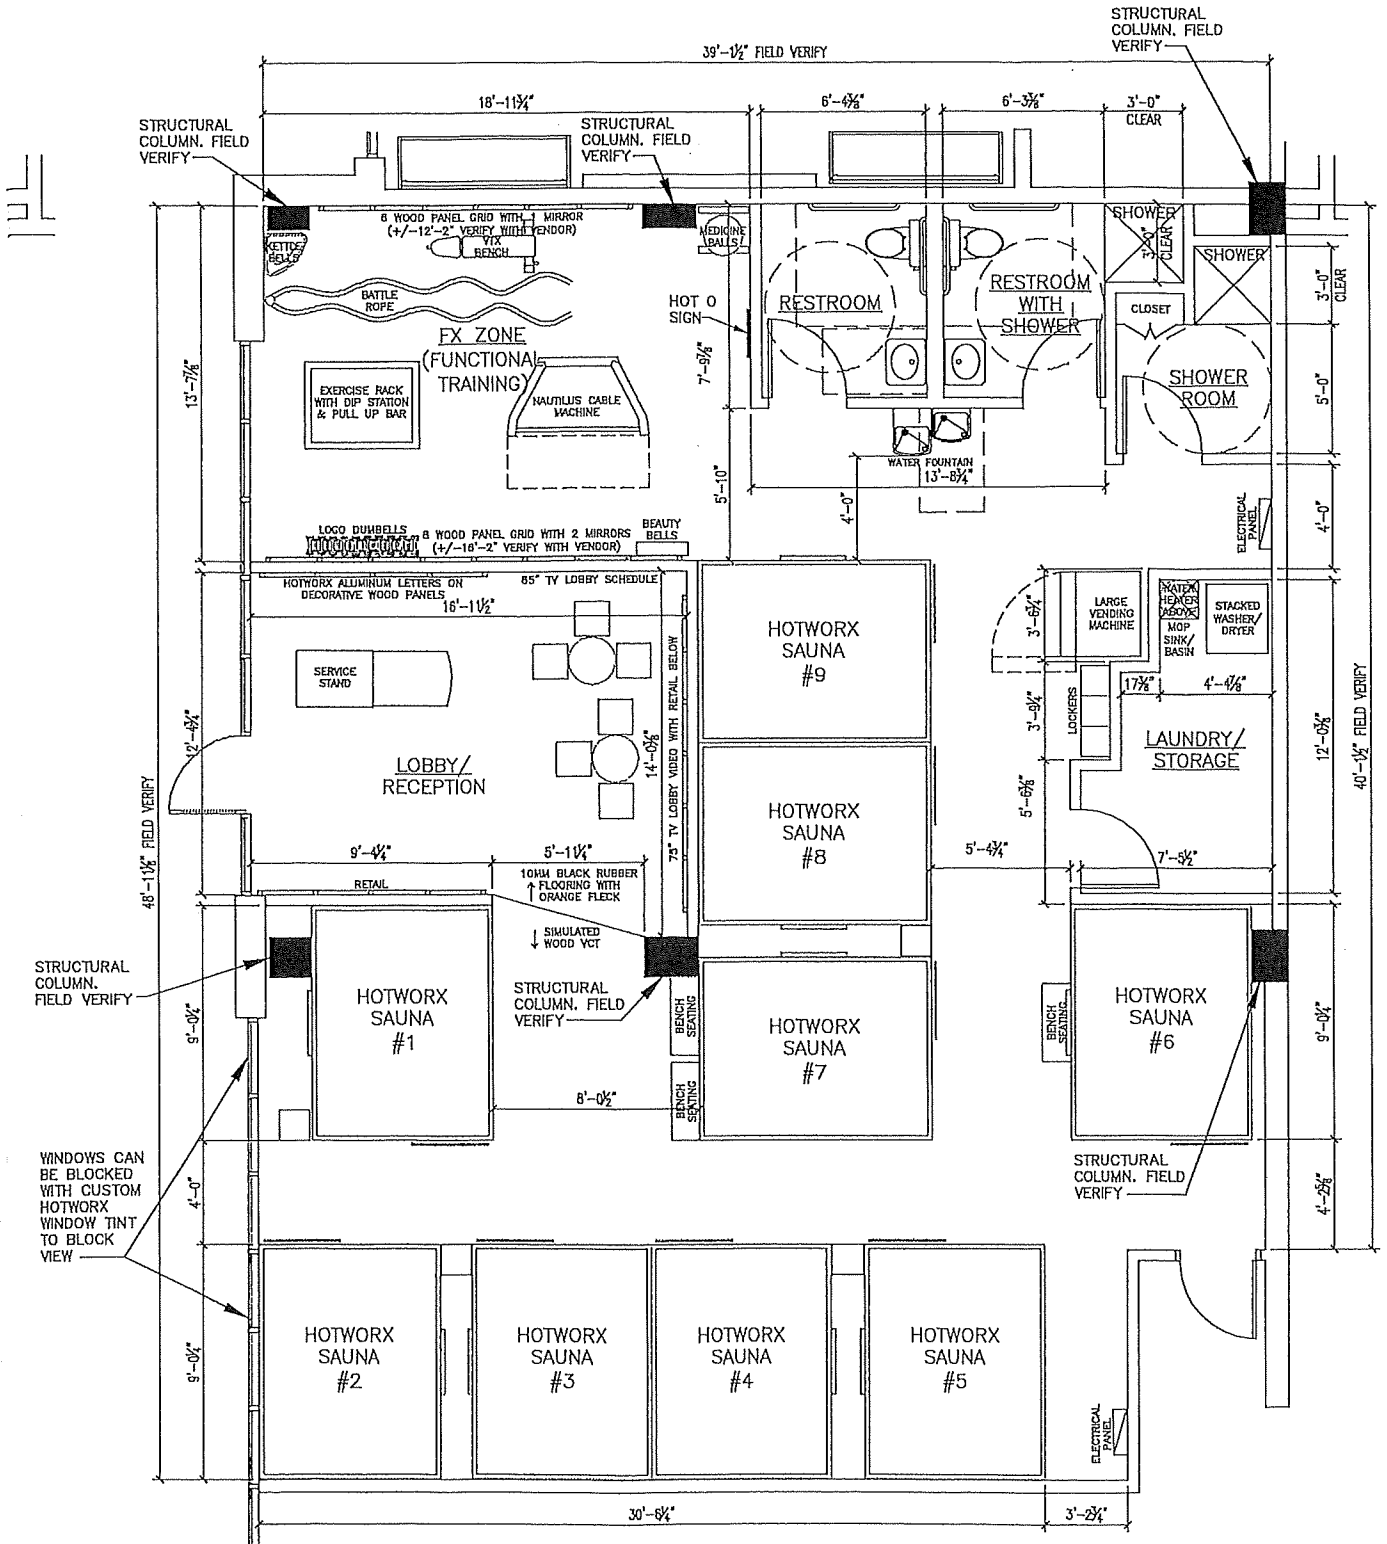 STRUCTURAL
COLUMN. FIELD
VERIFY
39'-1½" FIELD VERIFY
18'-11¾"
6'-4⅜"
6'-3⅜"
3'-0"
CLEAR
STRUCTURAL
COLUMN. FIELD
VERIFY
STRUCTURAL
COLUMN. FIELD
VERIFY
6 WOOD PANEL GRID WITH 1 MIRROR
(+/-12'-2" VERIFY WITH VENDOR)
KETTLE
BELLS
VTX
BENCH
MEDICINE
BALLS
SHOWER
3'-0"
CLEAR
SHOWER
3'-0"
CLEAR
BATTLE
ROPE
HOT O
SIGN
RESTROOM
RESTROOM
WITH
SHOWER
CLOSET
FX ZONE
(FUNCTIONAL
TRAINING)
13'-7⅞"
7'-9⅞"
EXERCISE RACK
WITH DIP STATION
& PULL UP BAR
NAUTILUS CABLE
MACHINE
SHOWER
ROOM
5'-0"
WATER FOUNTAIN
13'-8¾"
5'-10"
4'-0"
ELECTRICAL
PANEL
4'-0"
LOGO DUMBELLS
8 WOOD PANEL GRID WITH 2 MIRRORS
(+/-16'-2" VERIFY WITH VENDOR)
BEAUTY
BELLS
HOTWORX ALUMINUM LETTERS ON
DECORATIVE WOOD PANELS
85" TV LOBBY SCHEDULE
16'-11½"
SERVICE
STAND
HOTWORX
SAUNA
#9
3'-6¾"
LARGE
VENDING
MACHINE
WATER
HEATER
ABOVE
MOP
SINK/
BASIN
STACKED
WASHER/
DRYER
17⅜"
4'-4⅞"
3'-9¼"
LOCKERS
12'-4¾"
14'-0⅜"
75" TV LOBBY VIDEO WITH RETAIL BELOW
LOBBY/
RECEPTION
LAUNDRY/
STORAGE
12'-0⅜"
40'-1½" FIELD VERIFY
48'-11⅛" FIELD VERIFY
HOTWORX
SAUNA
#8
5'-6⅞"
9'-4¼"
5'-11¼"
5'-4¾"
7'-5½"
RETAIL
10MM BLACK RUBBER
FLOORING WITH
ORANGE FLECK
SIMULATED
WOOD VCT
STRUCTURAL
COLUMN.
FIELD VERIFY
STRUCTURAL
COLUMN. FIELD
VERIFY
9'-0¼"
HOTWORX
SAUNA
#1
BENCH
SEATING
BENCH
SEATING
HOTWORX
SAUNA
#7
BENCH
SEATING
HOTWORX
SAUNA
#6
9'-0¼"
8'-0½"
WINDOWS CAN
BE BLOCKED
WITH CUSTOM
HOTWORX
WINDOW TINT
TO BLOCK
VIEW
4'-0"
STRUCTURAL
COLUMN. FIELD
VERIFY
4'-2⅝"
9'-0¼"
HOTWORX
SAUNA
#2
HOTWORX
SAUNA
#3
HOTWORX
SAUNA
#4
HOTWORX
SAUNA
#5
ELECTRICAL
PANEL
30'-6¼"
3'-2¾"